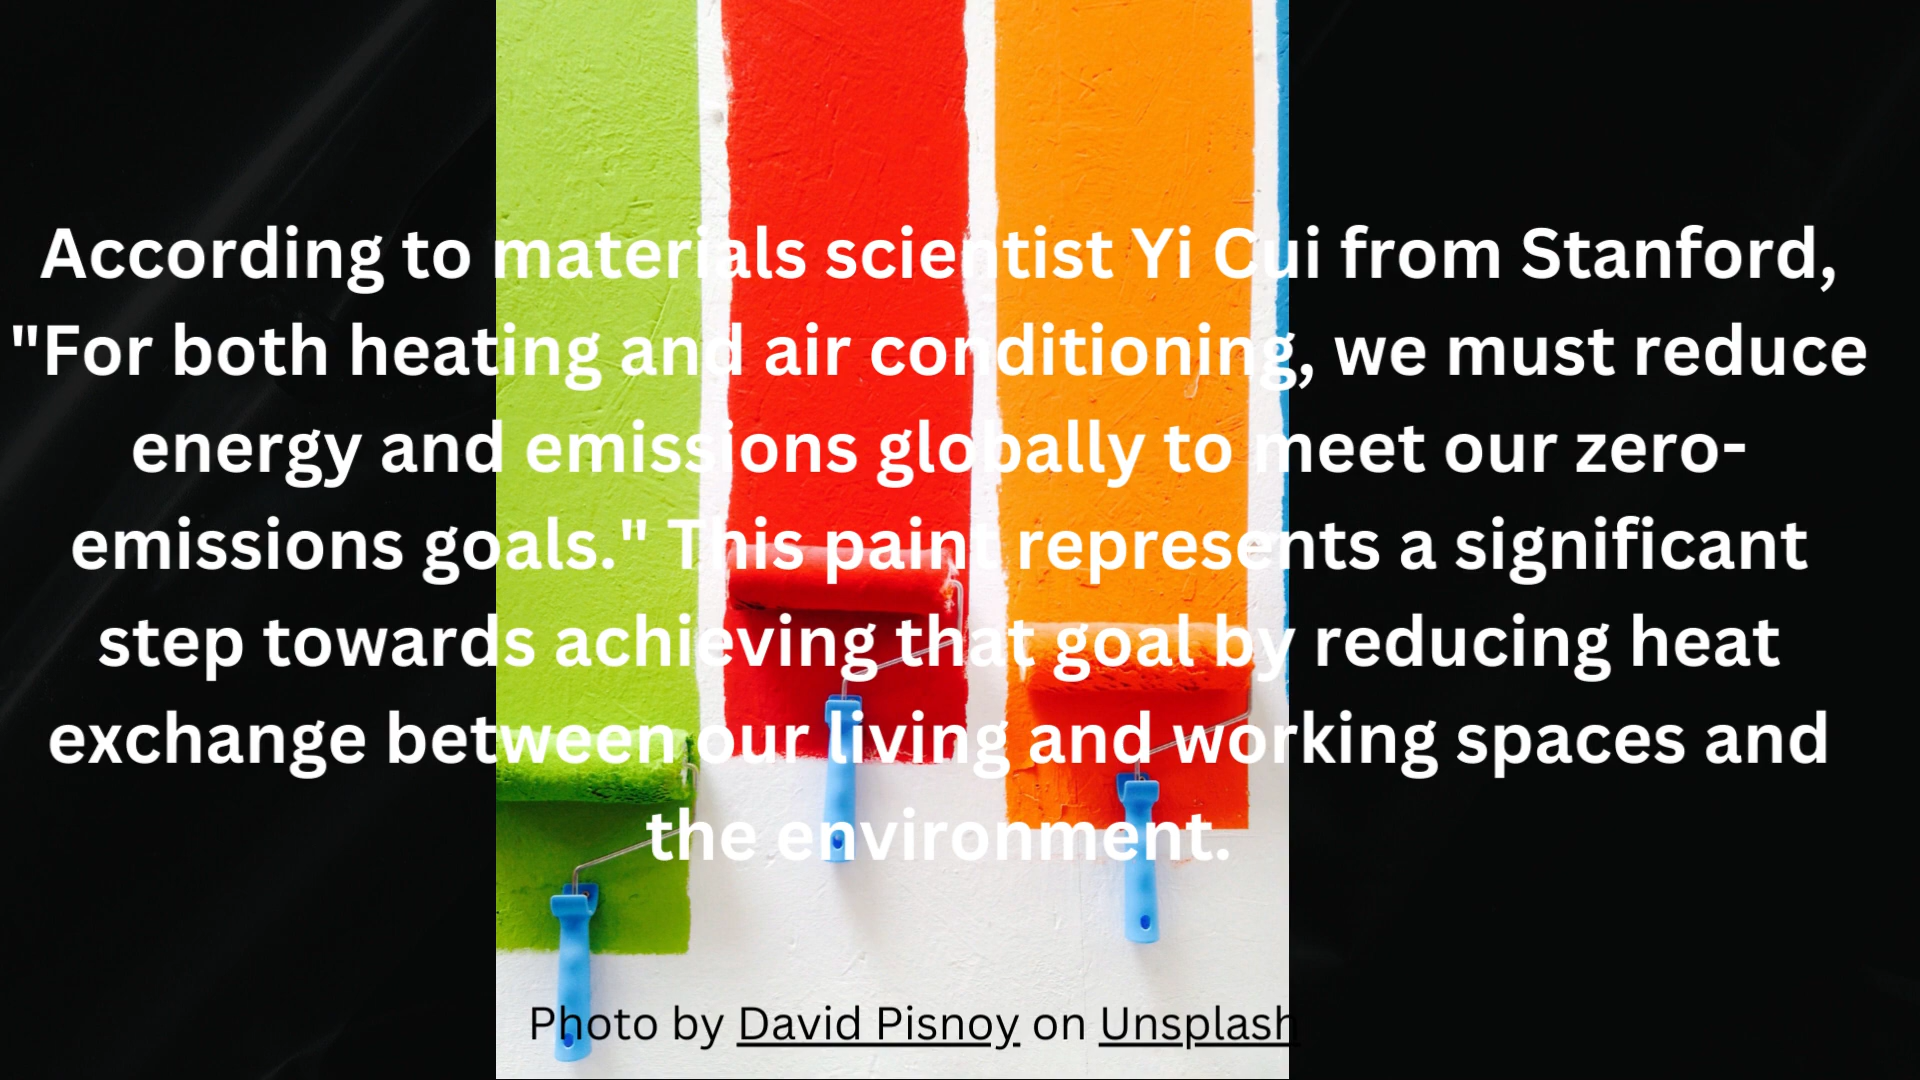 According to materials scientist Yi Cui from Stanford,
"For both heating and air conditioning, we must reduce
energy and emissions globally to meet our zero-
emissions goals." This paint represents a significant
step towards achieving that goal by reducing heat
exchange between our living and working spaces and
the environment.
Photo by David Pisnoy on Unsplash